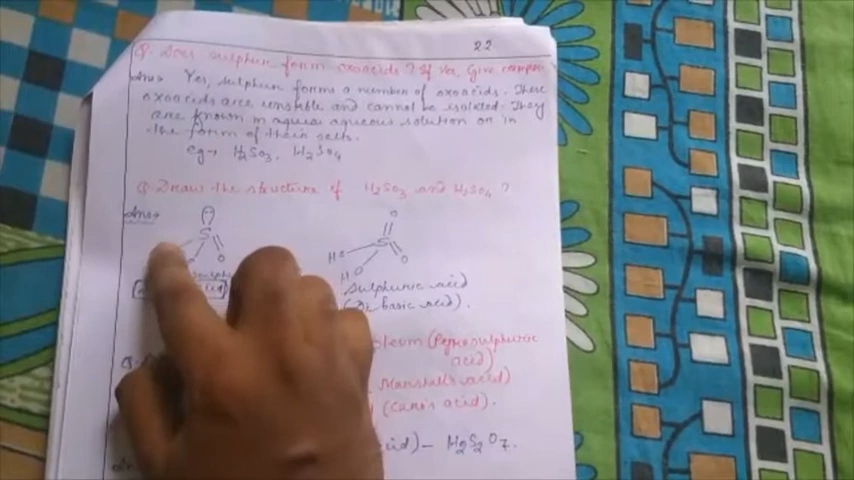 22
Q. Does sulphur form oxoacids? If yes, Give
Ans→ Yes, sulphur forms a number of oxoacids. These
oxoacids are unstable and cannot be isolated. They
are known in aqueous solution or in
the form of their salts.
eg→ H2SO3, H2SO4
Q. Draw the structure of H2SO3 and H2SO4?
Ans→
S O
O S O
HO
HO
Sulphuric acid
(Di basic acid).
oleum (Pyrosulphuric
acid)
Marshall's acid)
(Caro's acid).
acid) – H2S2O7.